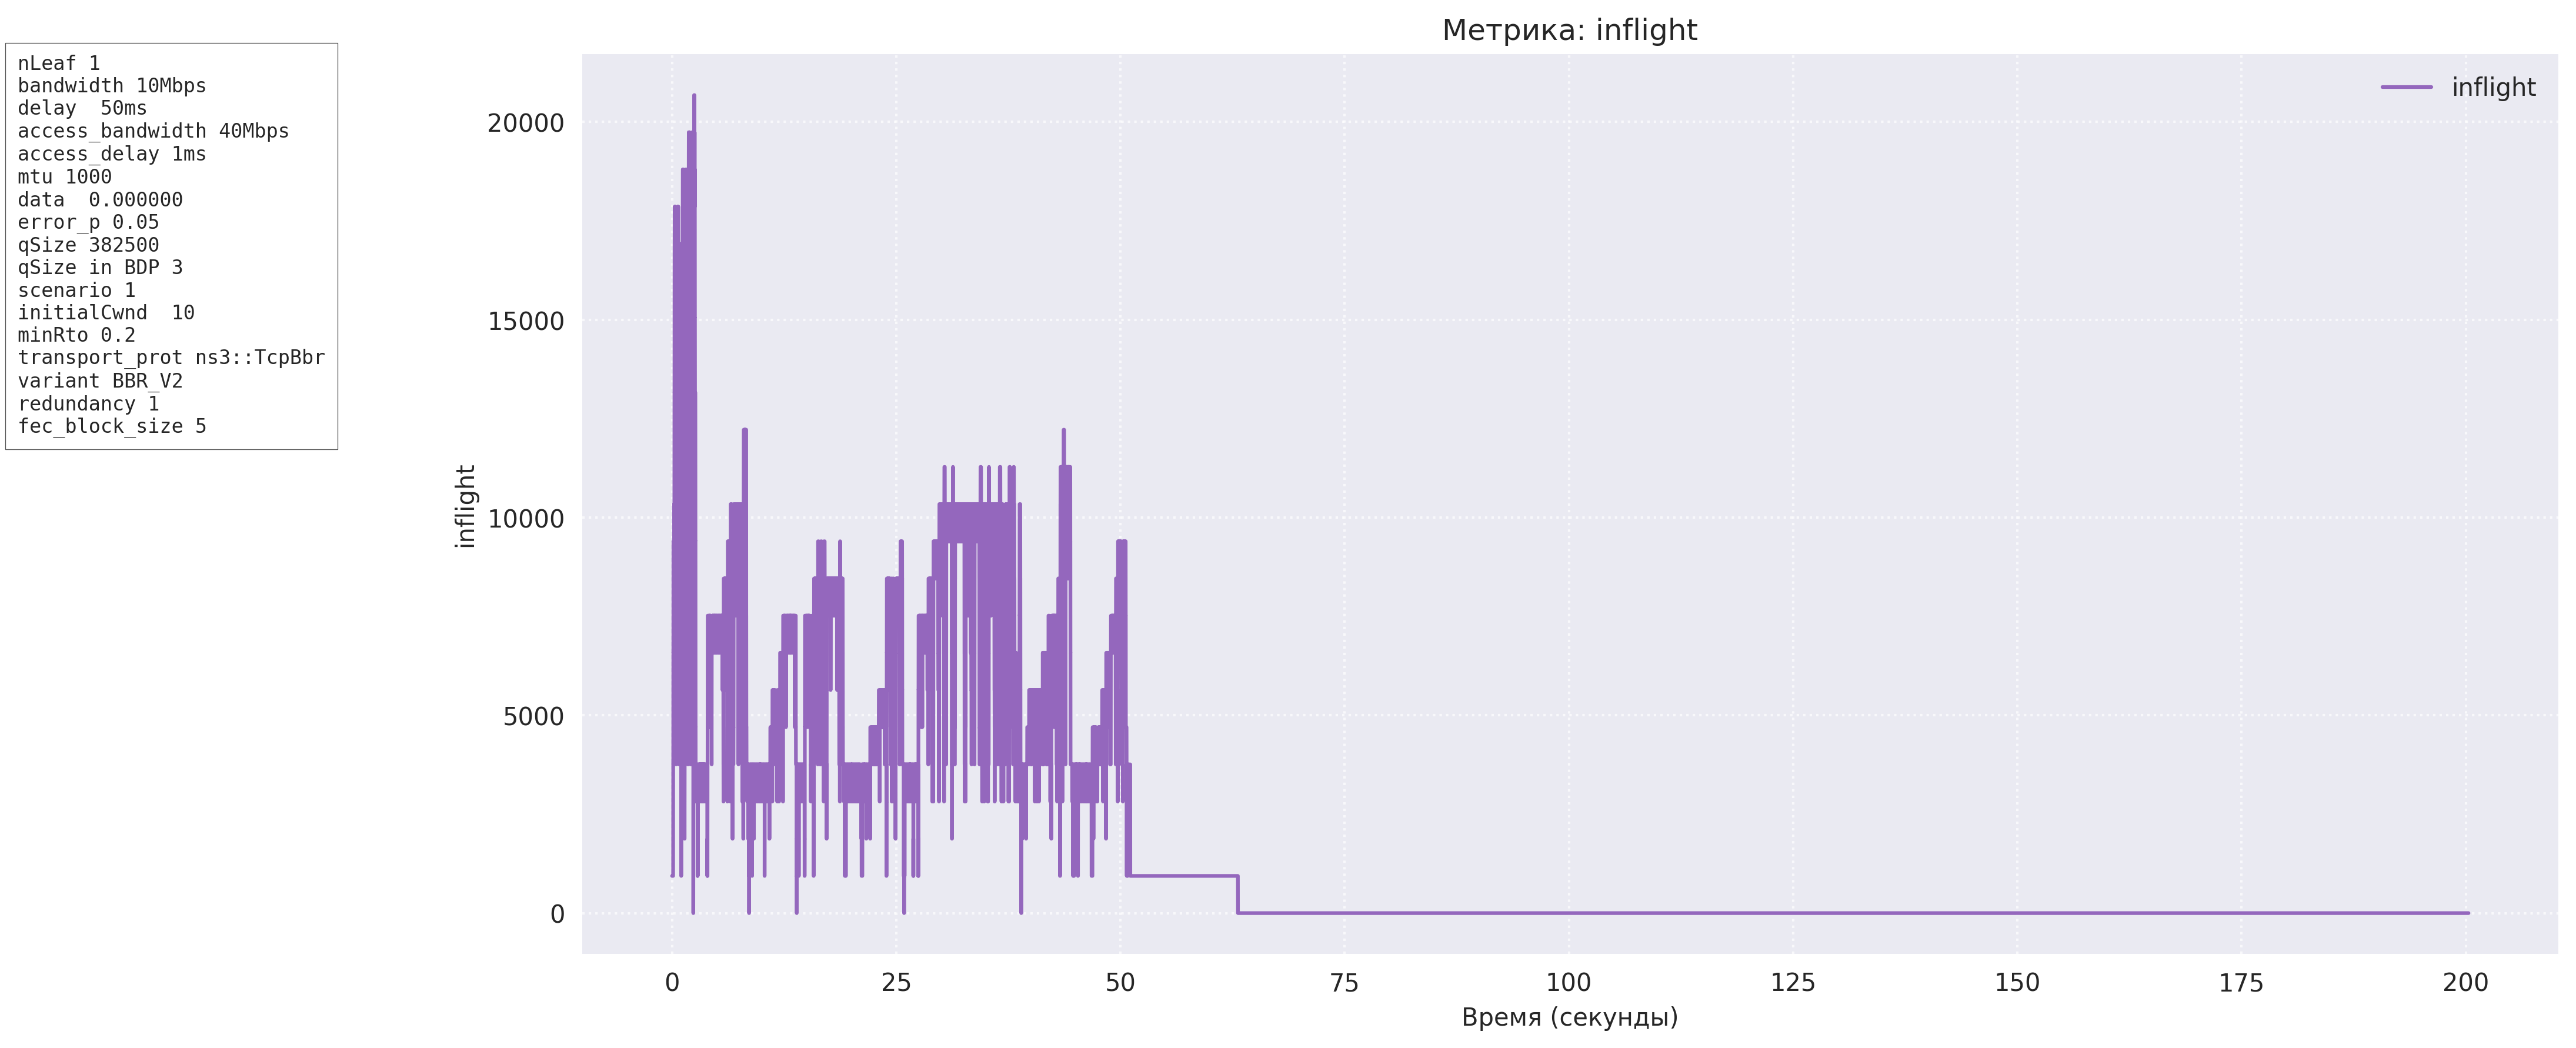 Метрика: inflight
nLeaf 1
bandwidth 10Mbps
delay  50ms
access_bandwidth 40Mbps
access_delay 1ms
mtu 1000
data  0.000000
error_p 0.05
qSize 382500
qSize in BDP 3
scenario 1
initialCwnd  10
minRto 0.2
transport_prot ns3::TcpBbr
variant BBR_V2
redundancy 1
fec_block_size 5
inflight
inflight
20000
15000
10000
5000
0
0 25 50 75 100 125 150 175 200
Время (секунды)